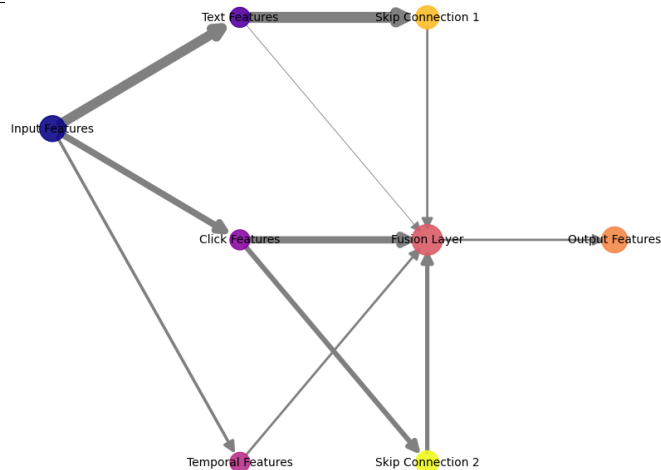 Text Features
Skip Connection 1
Input Features
Click Features
Fusion Layer
Output Features
Temporal Features
Skip Connection 2